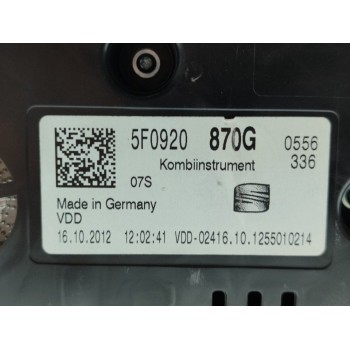 5F0920 870G 0556
Kombiinstrument 336
07S
Made in Germany
VDD
16.10.2012 12:02:41 VDD-02416.10.1255010214